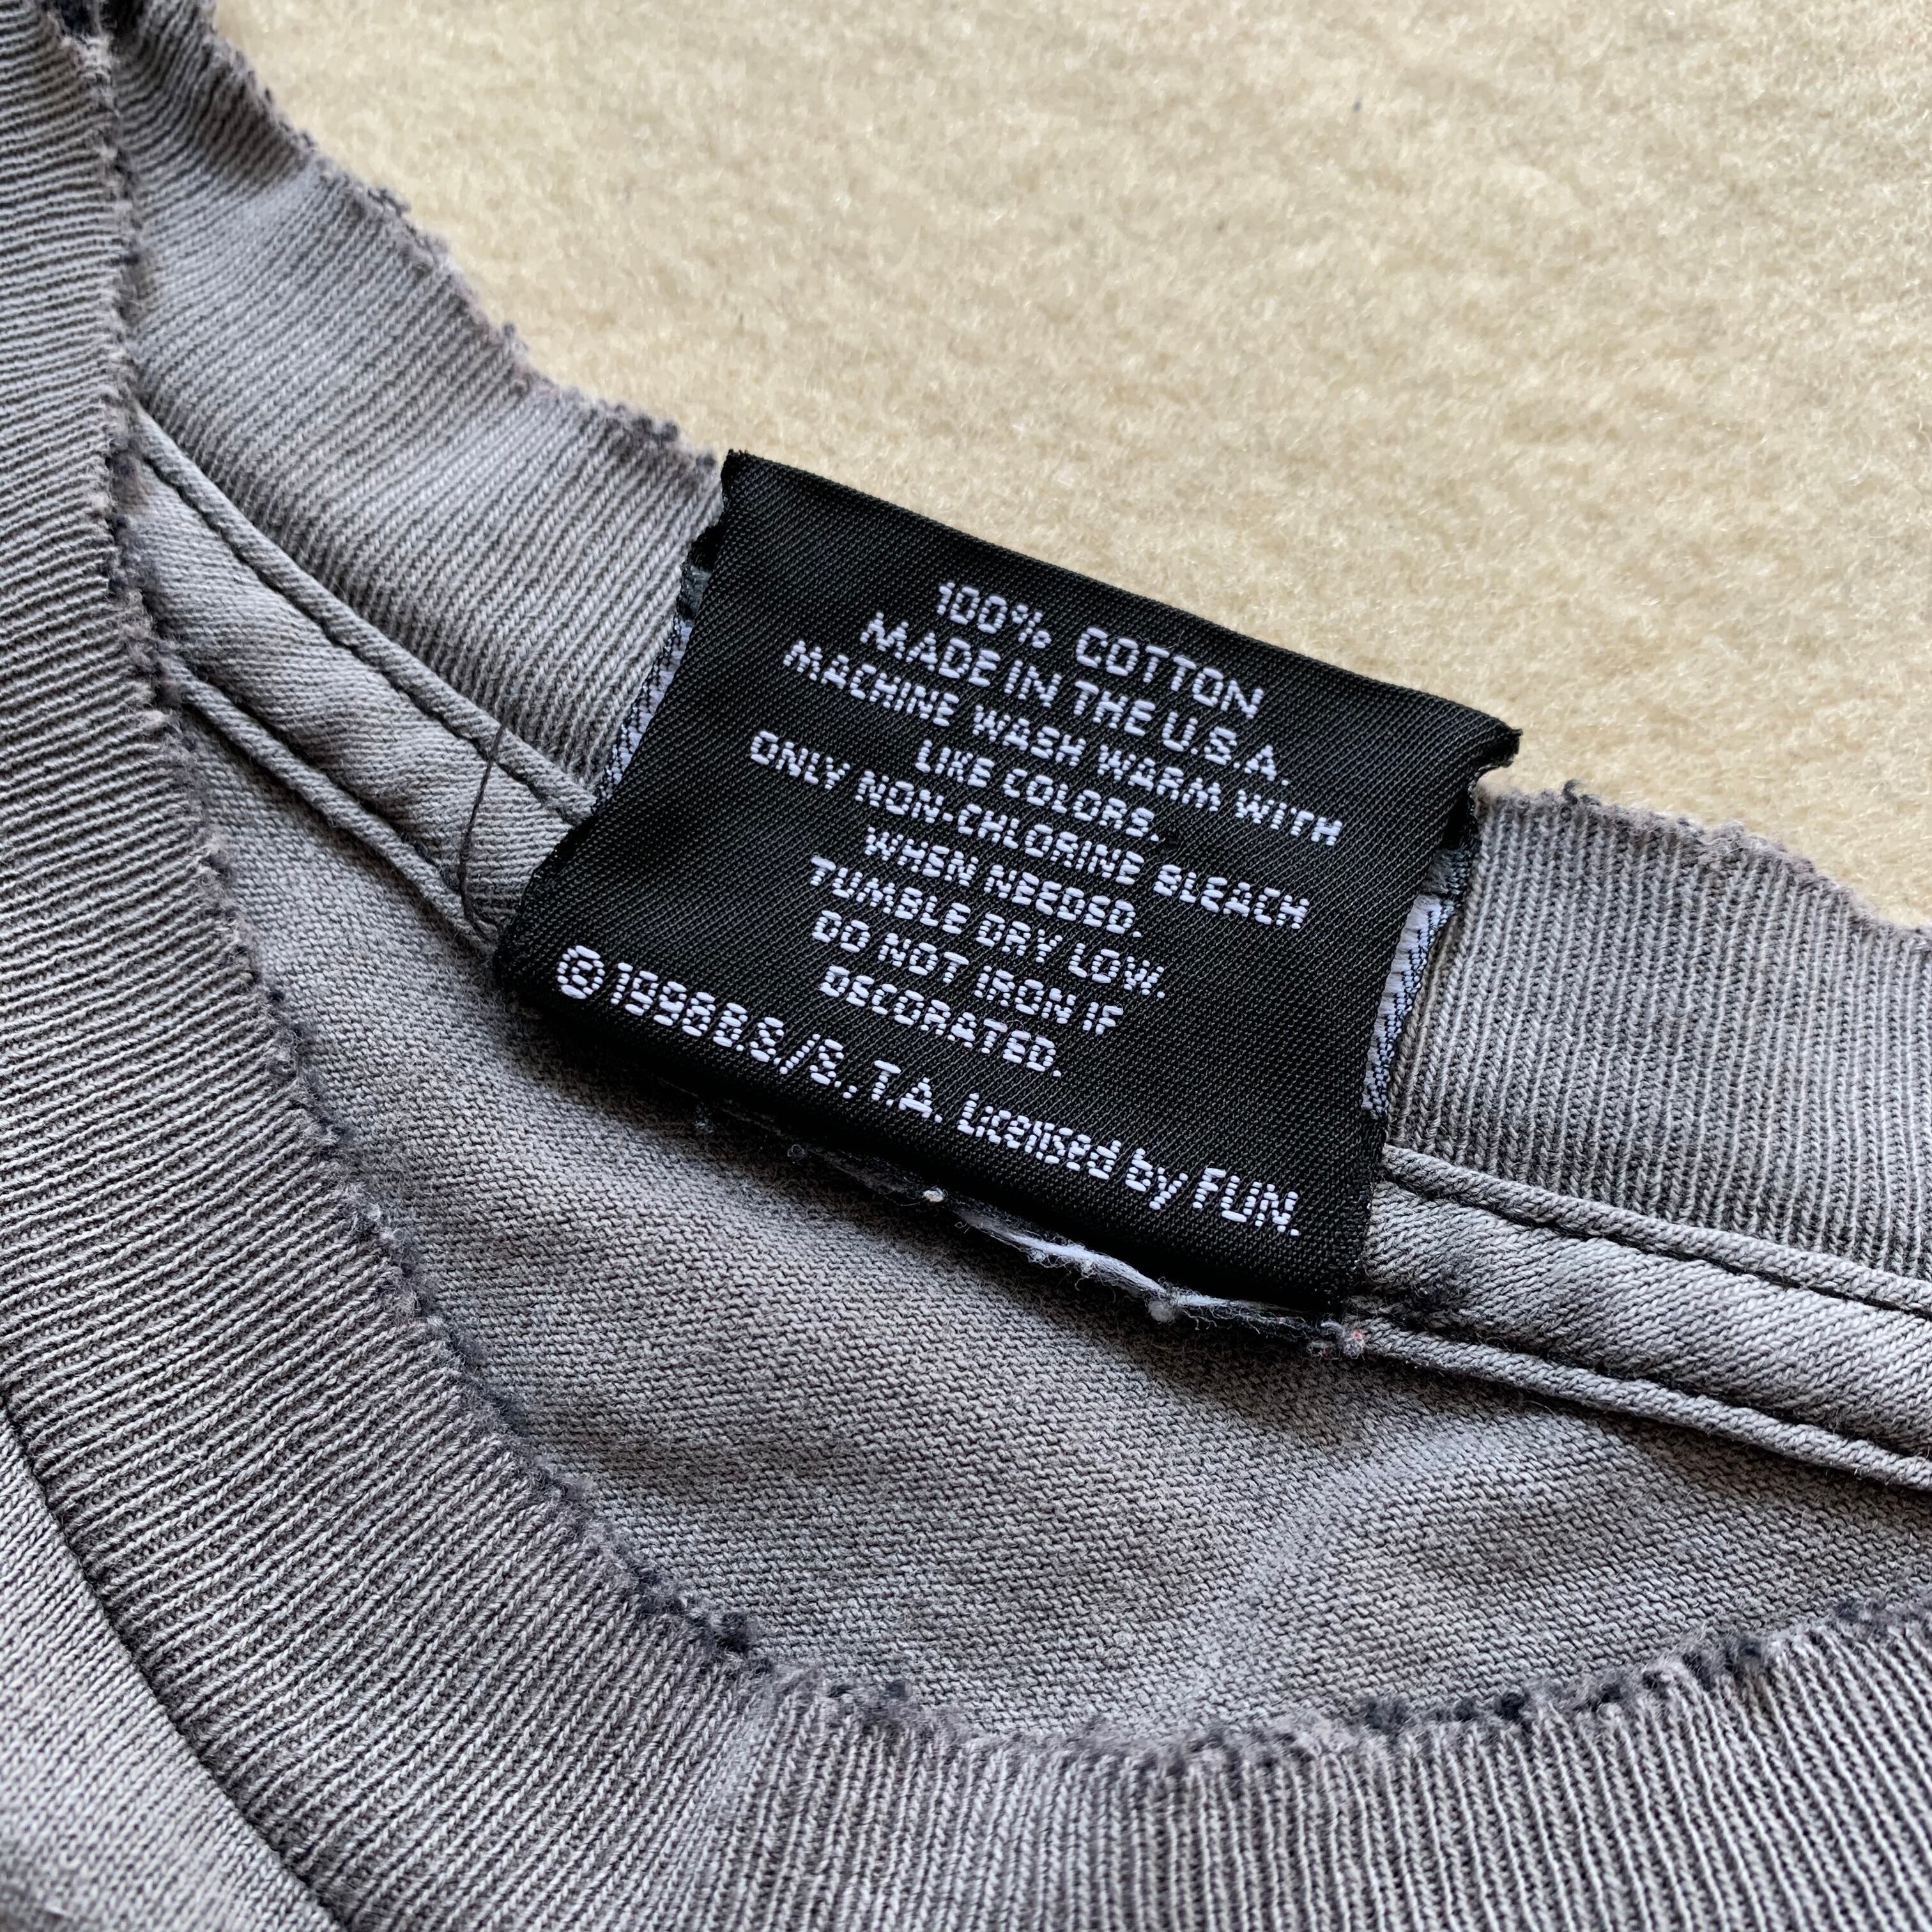 100% COTTON
MADE IN THE U.S.A.
MACHINE WASH WARM WITH
LIKE COLORS.
ONLY NON-CHLORINE BLEACH
WHEN NEEDED.
TUMBLE DRY LOW.
DO NOT IRON IF
DECORATED.
©1996B.S./S..T.A. Licensed by FUN.